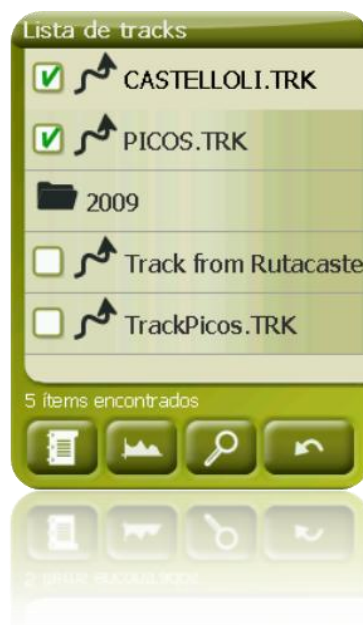 Lista de tracks
CASTELLOLI.TRK
PICOS.TRK
2009
Track from Rutacaste
TrackPicos.TRK
5 ítems encontrados